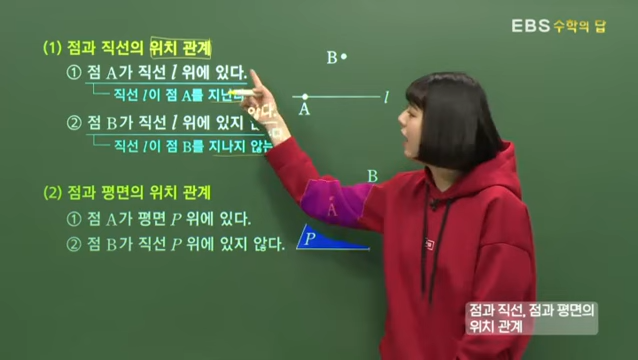 EBS 수학의 답
(1) 점과 직선의 위치 관계
① 점 A가 직선 l 위에 있다.
직선 l이 점 A를 지난다
② 점 B가 직선 l 위에 있지 않다.
직선 l이 점 B를 지나지 않는다
B
A
l
(2) 점과 평면의 위치 관계
① 점 A가 평면 P 위에 있다.
② 점 B가 직선 P 위에 있지 않다.
B
A
P
점과 직선, 점과 평면의
위치 관계